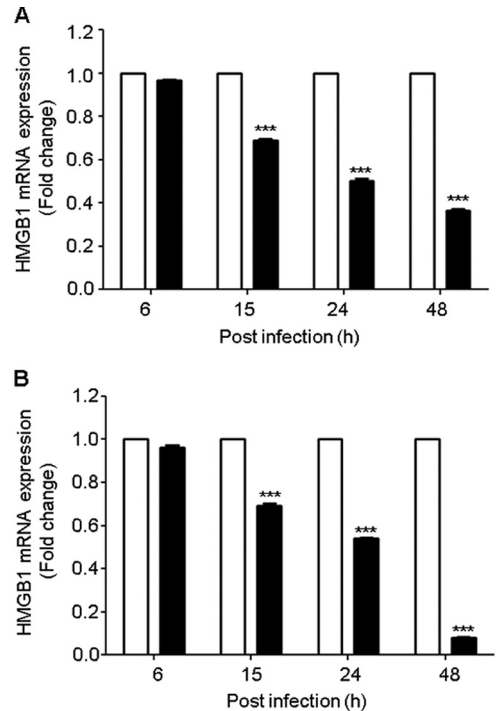 A
HMGB1 mRNA expression
(Fold change)
1.2
1.0
0.8
0.6
0.4
0.2
0.0
***
***
***
6 15 24 48
Post infection (h)
B
HMGB1 mRNA expression
(Fold change)
1.2
1.0
0.8
0.6
0.4
0.2
0.0
***
***
***
6 15 24 48
Post infection (h)